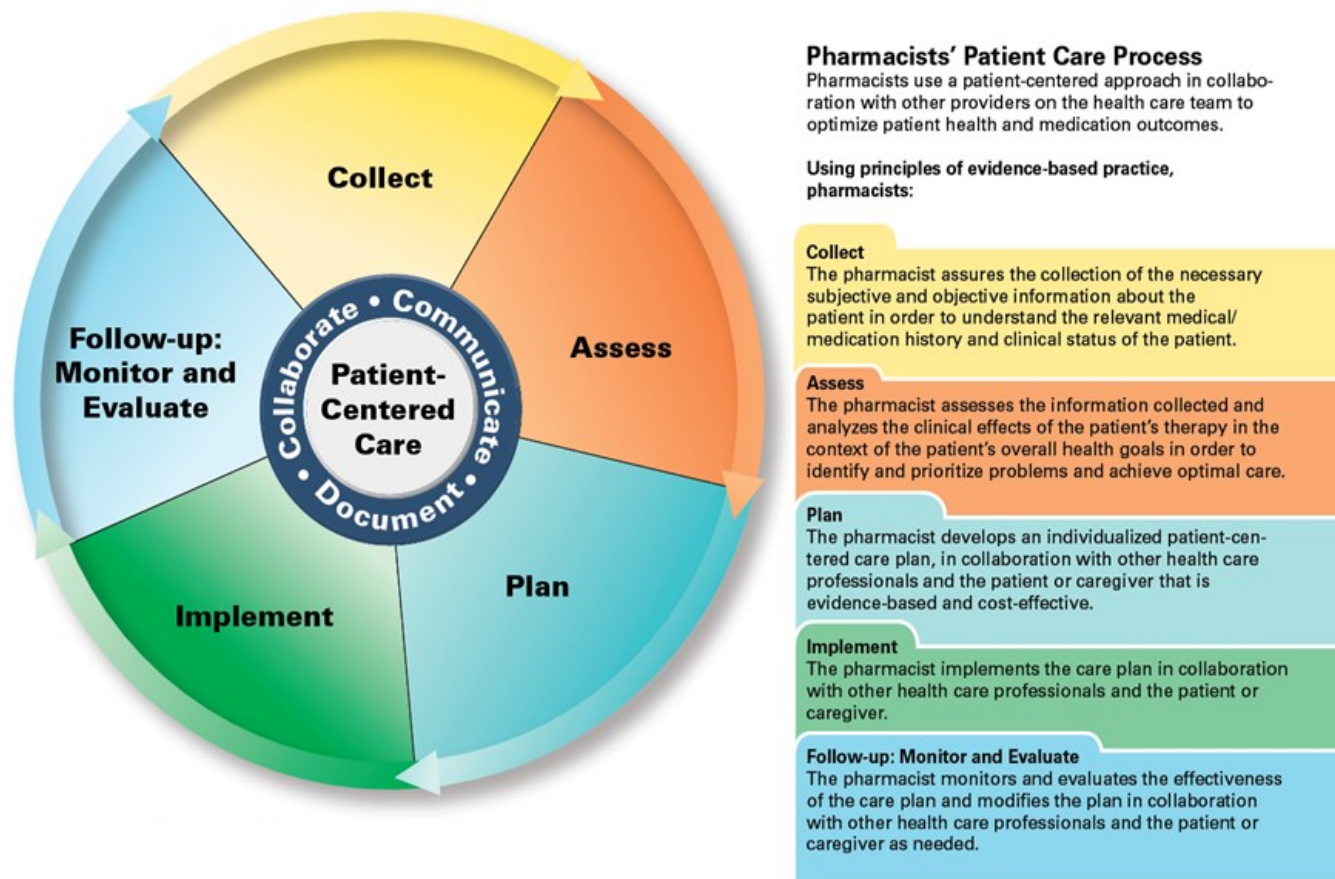 Collect
Assess
Plan
Implement
Follow-up:
Monitor and
Evaluate
Collaborate • Communicate • Document •
Patient-
Centered
Care
Pharmacists’ Patient Care Process
Pharmacists use a patient-centered approach in collabo-
ration with other providers on the health care team to
optimize patient health and medication outcomes.
Using principles of evidence-based practice,
pharmacists:
Collect
The pharmacist assures the collection of the necessary
subjective and objective information about the
patient in order to understand the relevant medical/
medication history and clinical status of the patient.
Assess
The pharmacist assesses the information collected and
analyzes the clinical effects of the patient’s therapy in the
context of the patient’s overall health goals in order to
identify and prioritize problems and achieve optimal care.
Plan
The pharmacist develops an individualized patient-cen-
tered care plan, in collaboration with other health care
professionals and the patient or caregiver that is
evidence-based and cost-effective.
Implement
The pharmacist implements the care plan in collaboration
with other health care professionals and the patient or
caregiver.
Follow-up: Monitor and Evaluate
The pharmacist monitors and evaluates the effectiveness
of the care plan and modifies the plan in collaboration
with other health care professionals and the patient or
caregiver as needed.